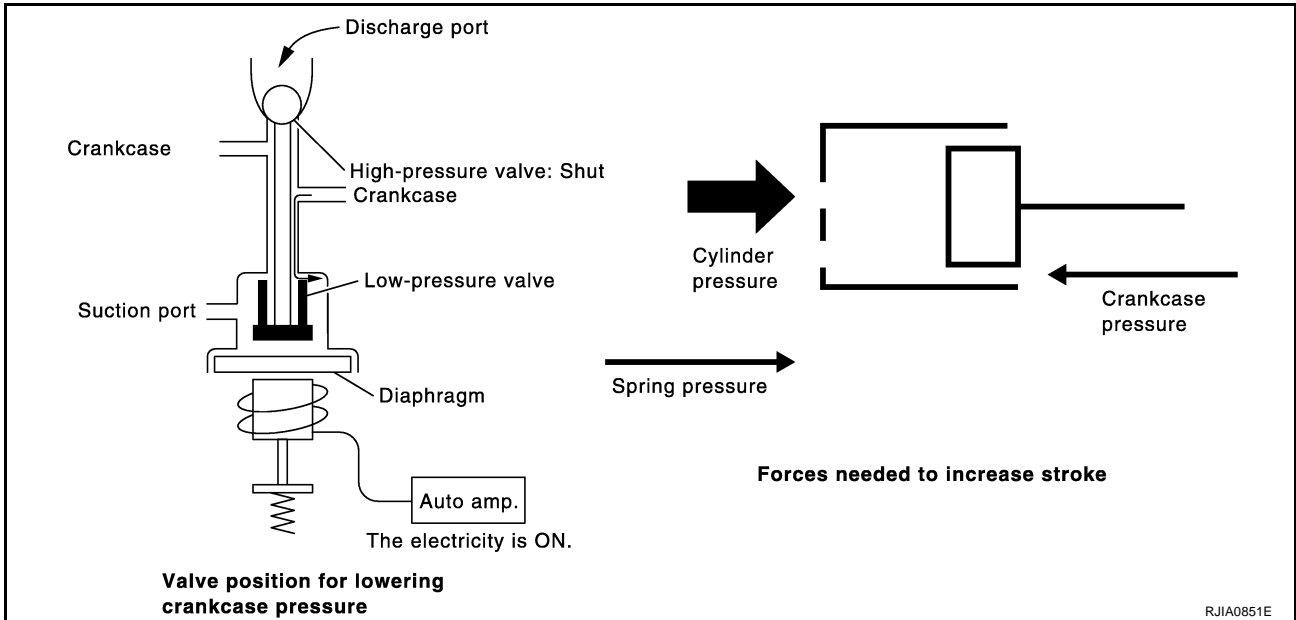 Discharge port
Crankcase
High-pressure valve: Shut
Crankcase
Low-pressure valve
Suction port
Diaphragm
Auto amp.
The electricity is ON.
Valve position for lowering
crankcase pressure
Cylinder
pressure
Crankcase
pressure
Spring pressure
Forces needed to increase stroke
RJIA0851E